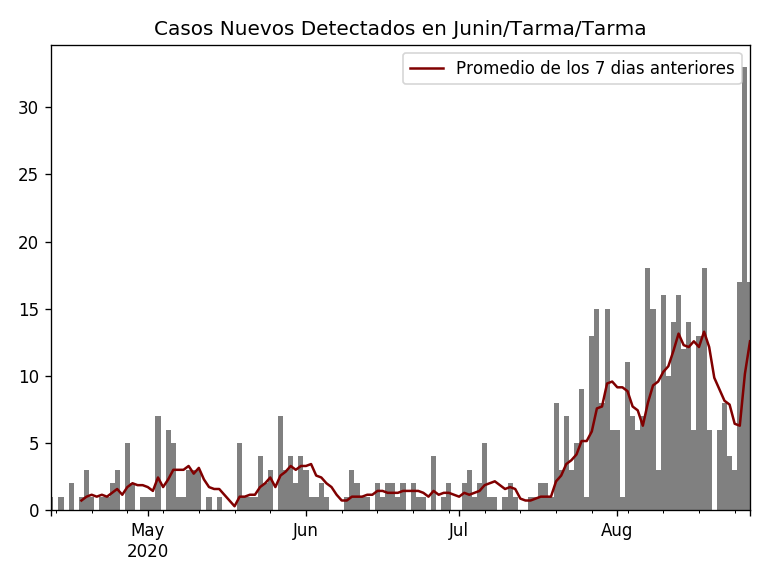 Casos Nuevos Detectados en Junin/Tarma/Tarma
Promedio de los 7 dias anteriores
30
25
20
15
10
5
0
May
2020
Jun
Jul
Aug